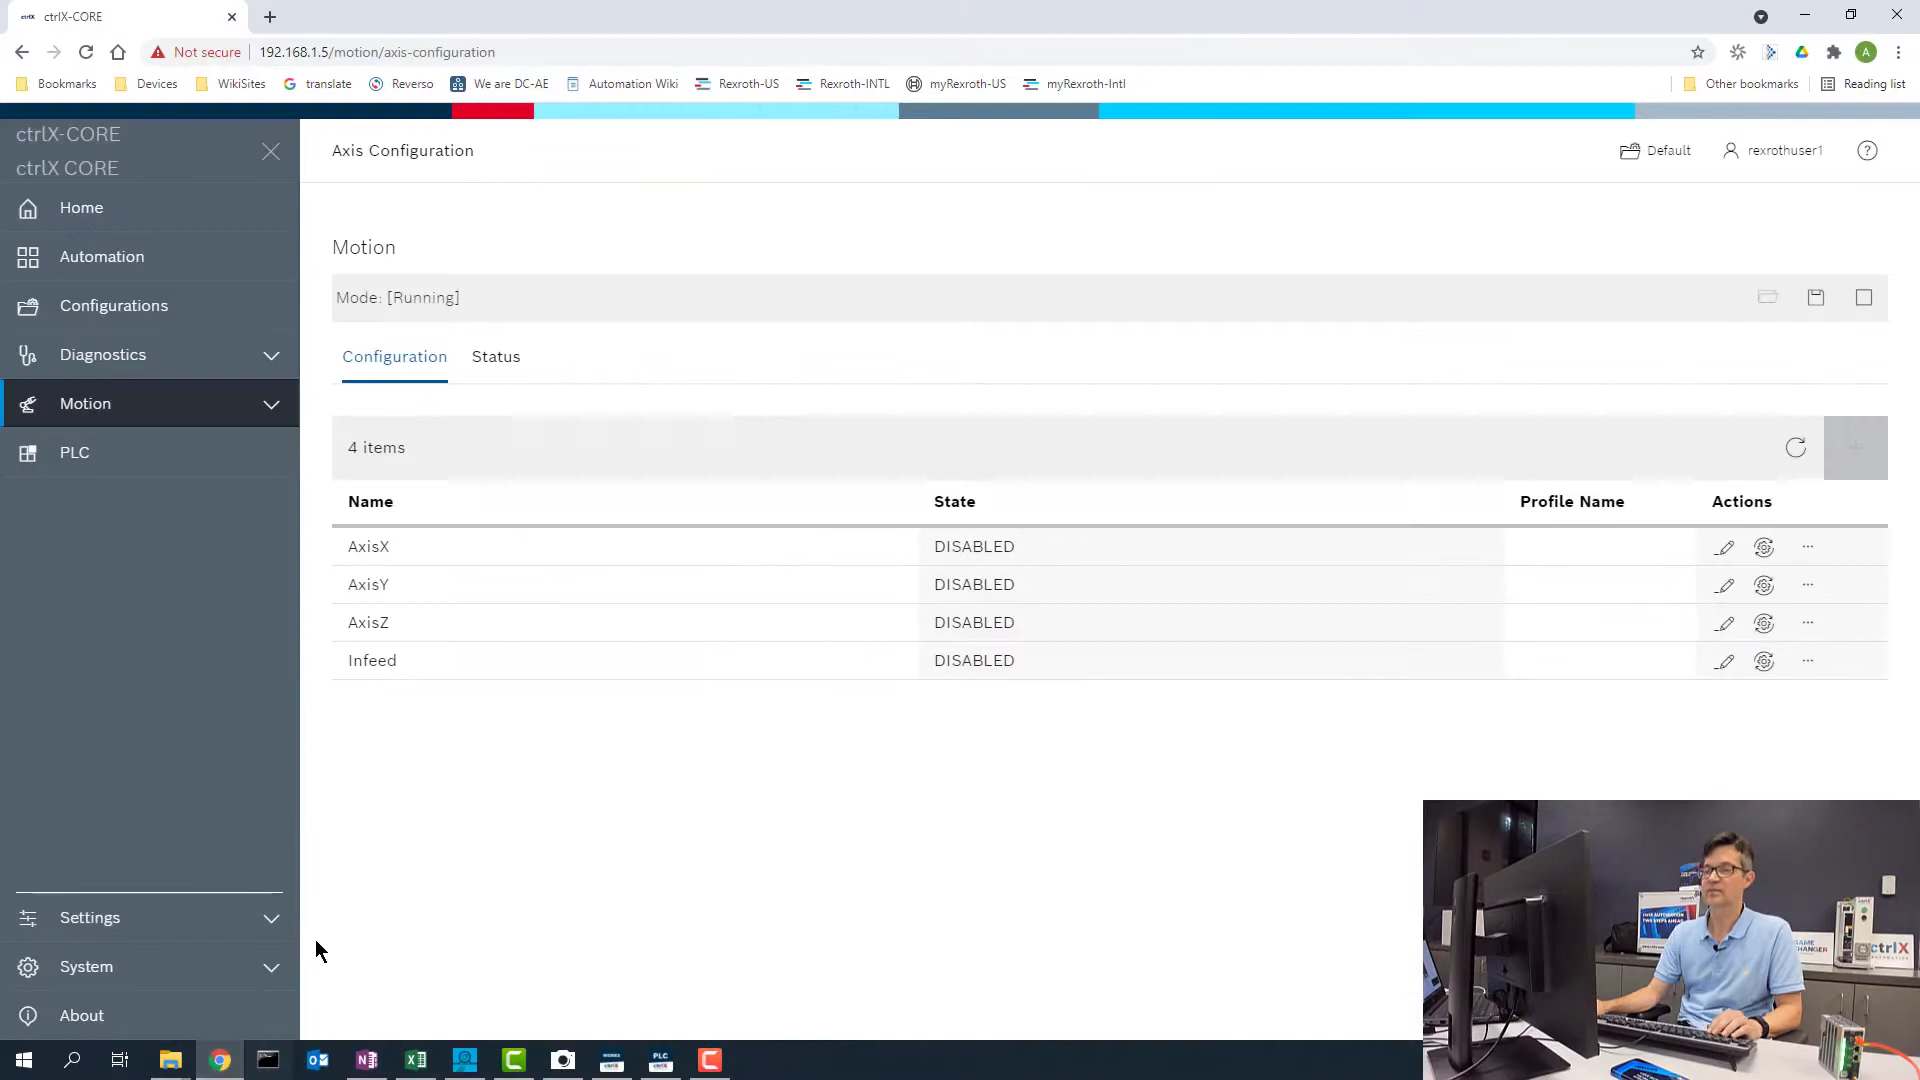 ctrlX-CORE
Not secure 192.168.1.5/motion/axis-configuration
A
Bookmarks Devices WikiSites translate Reverso We are DC-AE Automation Wiki Rexroth-US Rexroth-INTL myRexroth-US myRexroth-Intl Other bookmarks Reading list
ctrlX-CORE
ctrlX CORE
Home
Automation
Configurations
Diagnostics
Motion
PLC
Settings
System
About
Axis Configuration Default rexrothuser1
Motion
Mode: [Running]
Configuration Status
4 items
Name State Profile Name Actions
AxisX DISABLED
AxisY DISABLED
AxisZ DISABLED
Infeed DISABLED
WORKS PLC